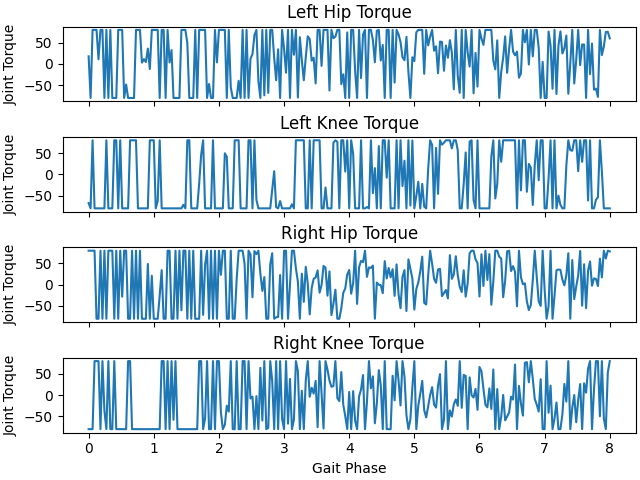 Left Hip Torque
Joint Torque
50
0
−50
Left Knee Torque
Joint Torque
50
0
−50
Right Hip Torque
Joint Torque
50
0
−50
Right Knee Torque
Joint Torque
50
0
−50
0 1 2 3 4 5 6 7 8
Gait Phase